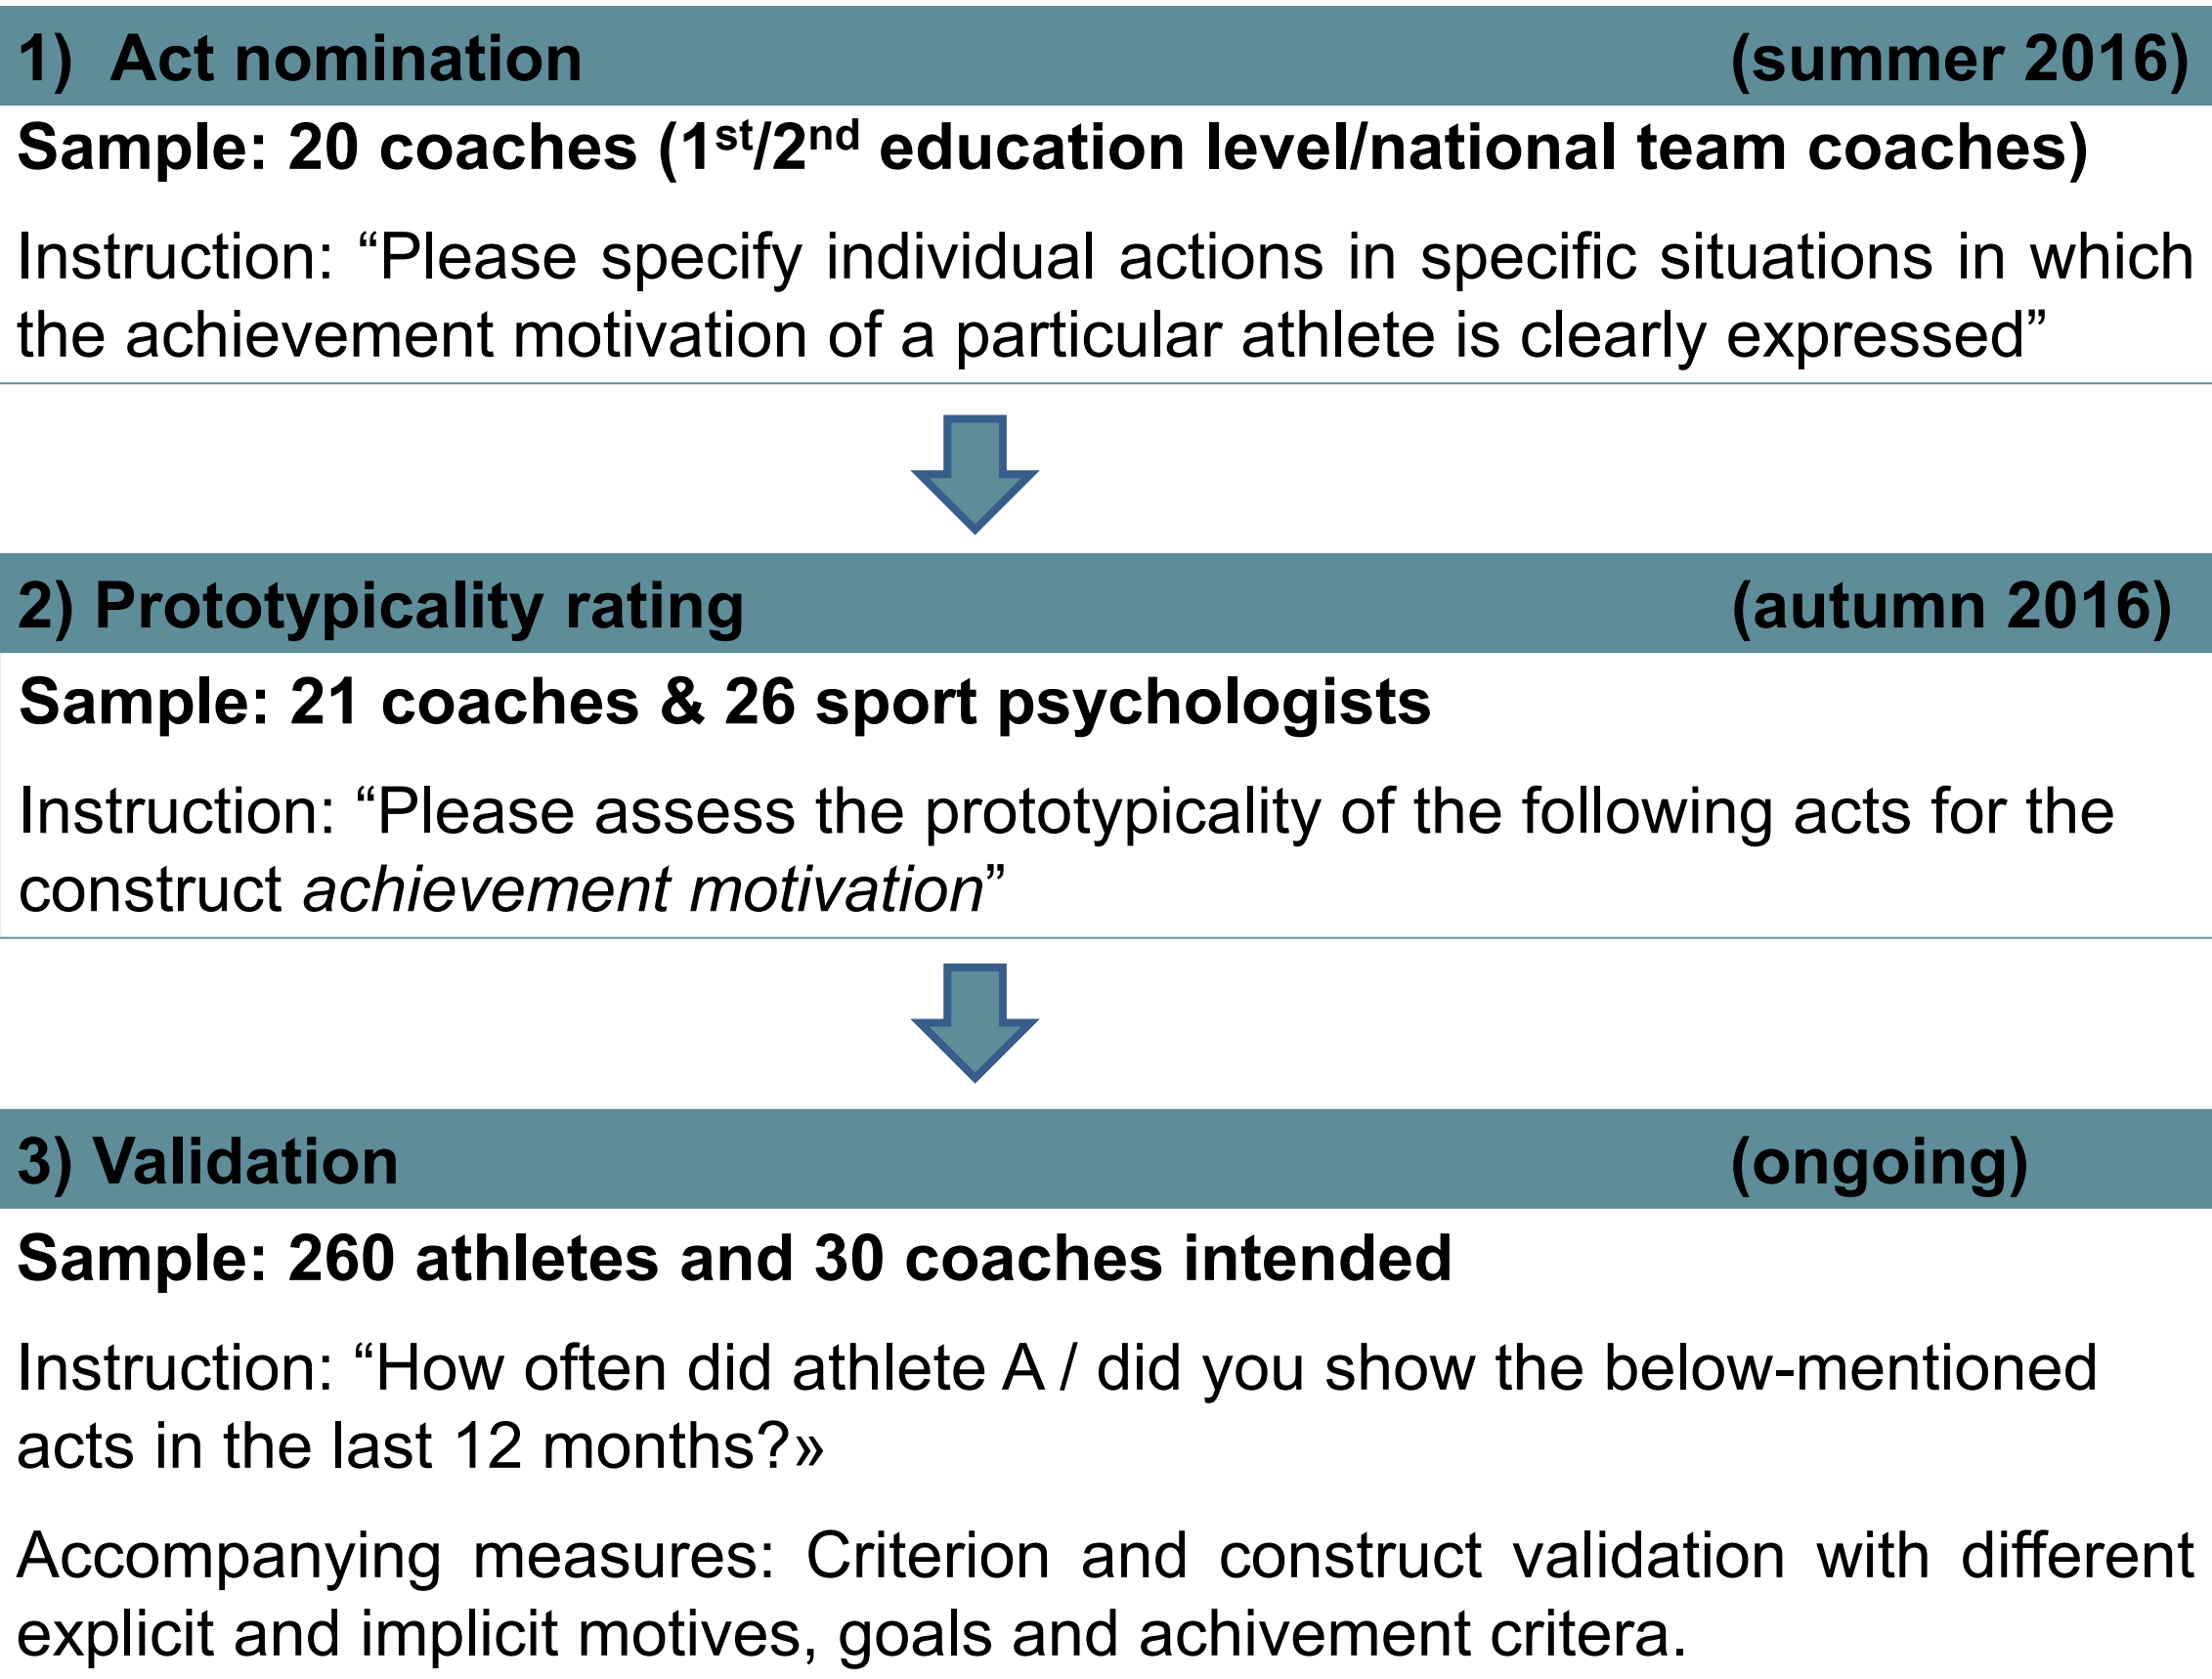 1) Act nomination (summer 2016)
Sample: 20 coaches (1st/2nd education level/national team coaches)
Instruction: “Please specify individual actions in specific situations in which
the achievement motivation of a particular athlete is clearly expressed”
2) Prototypicality rating (autumn 2016)
Sample: 21 coaches & 26 sport psychologists
Instruction: “Please assess the prototypicality of the following acts for the
construct achievement motivation”
3) Validation (ongoing)
Sample: 260 athletes and 30 coaches intended
Instruction: “How often did athlete A / did you show the below-mentioned
acts in the last 12 months?»
Accompanying measures: Criterion and construct validation with different
explicit and implicit motives, goals and achivement critera.